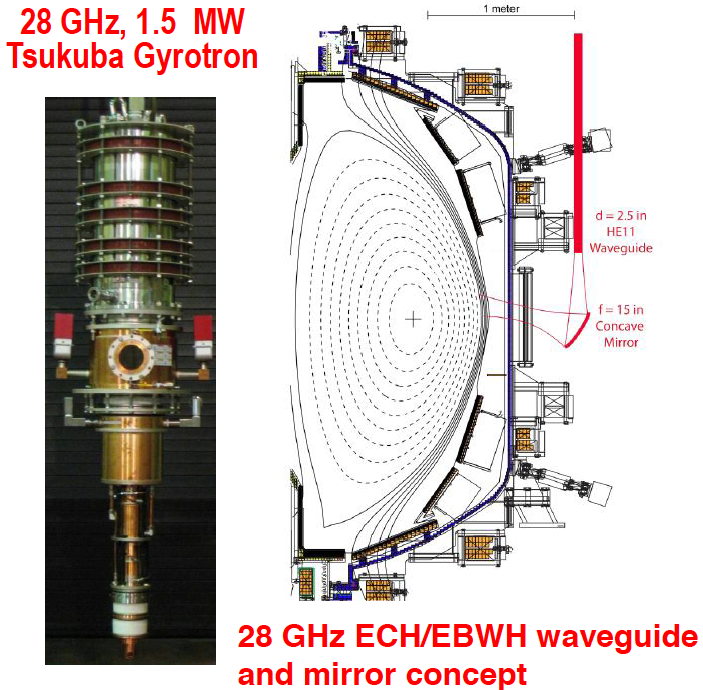 28 GHz, 1.5 MW
Tsukuba Gyrotron
1 meter
d = 2.5 in
HE11
Waveguide
f = 15 in
Concave
Mirror
28 GHz ECH/EBWH waveguide
and mirror concept